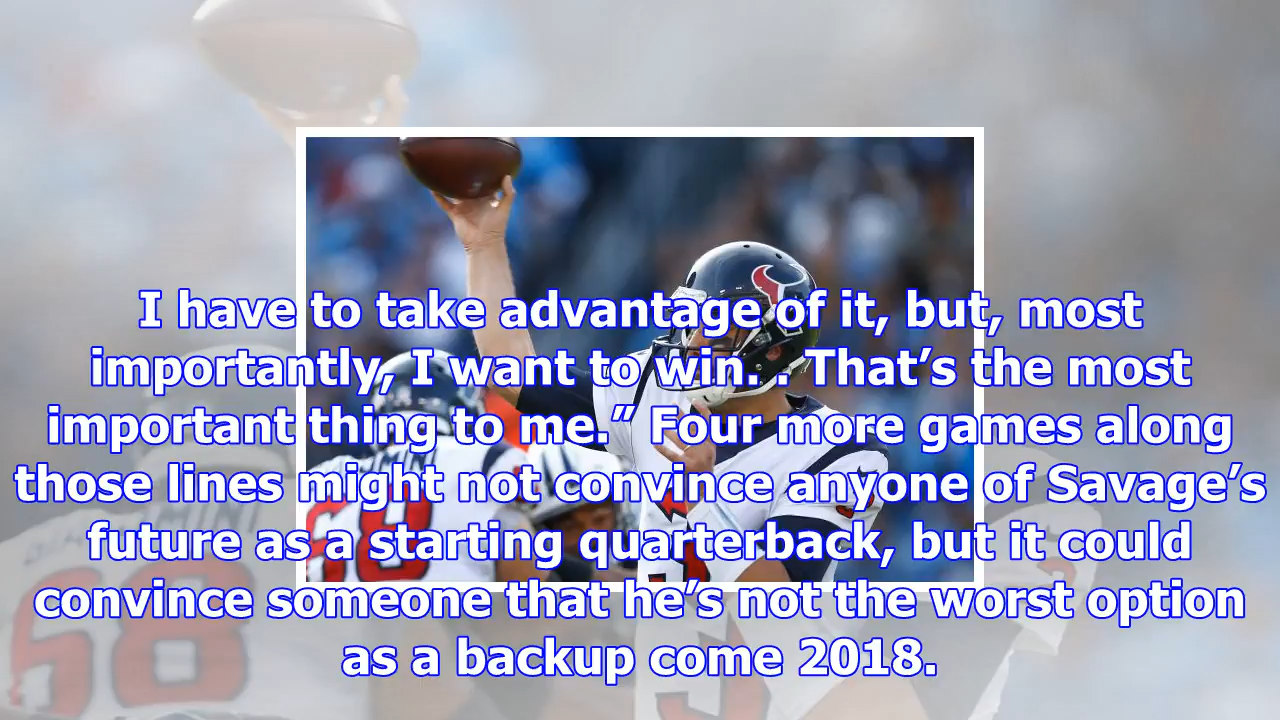 I have to take advantage of it, but, most
importantly, I want to win. . That’s the most
important thing to me.” Four more games along
those lines might not convince anyone of Savage’s
future as a starting quarterback, but it could
convince someone that he’s not the worst option
as a backup come 2018.
68
68